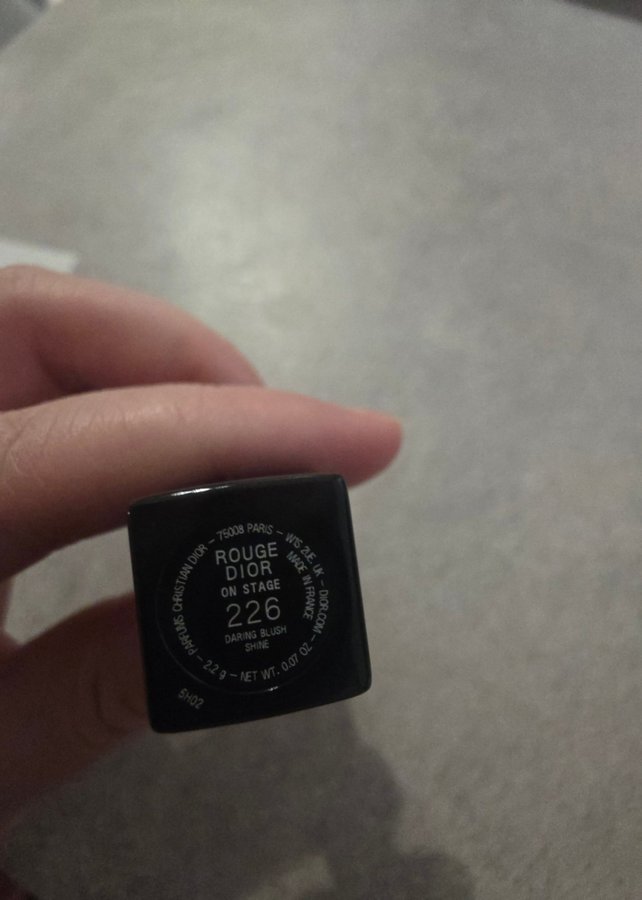 PARFUMS CHRISTIAN DIOR – 75008 PARIS – W1S 2UE. UK – DIOR.COM – 2.2 g – NET WT. 0.07 OZ –
MADE IN FRANCE
ROUGE
DIOR
ON STAGE
226
DARING BLUSH
SHINE
5H02